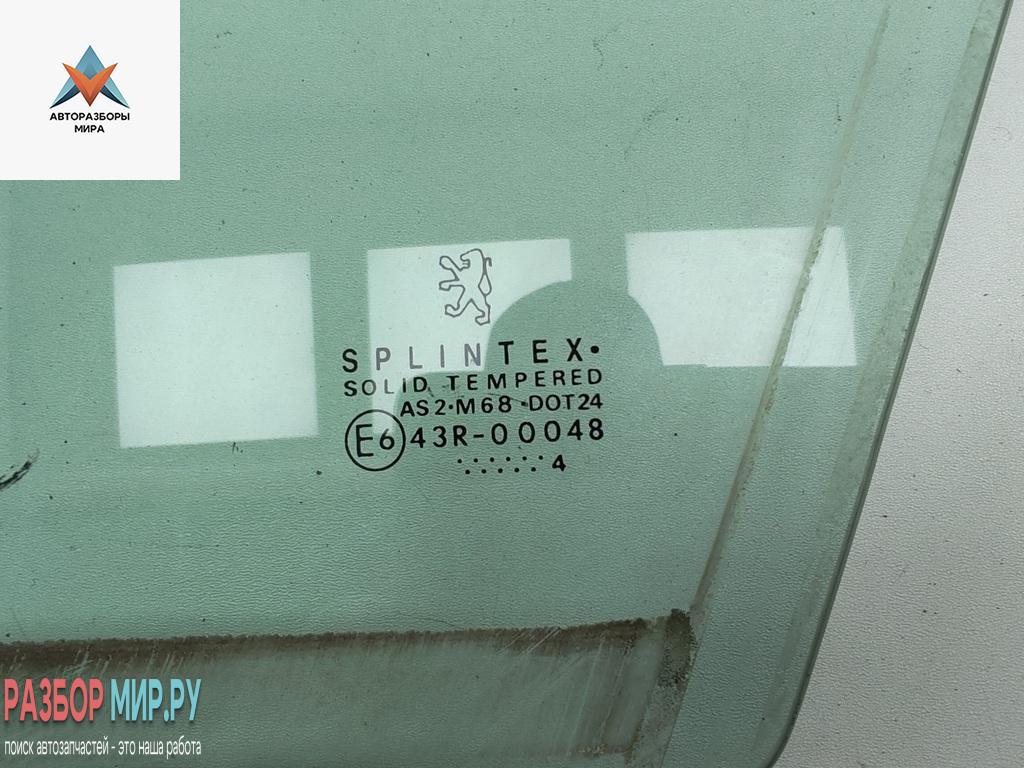 АВТОРАЗБОРЫ
МИРА
SPLINTEX•
SOLID TEMPERED
AS2•M68•DOT24
E6 43R-00048
4
РАЗБОР МИР.РУ
поиск автозапчастей - это наша работа